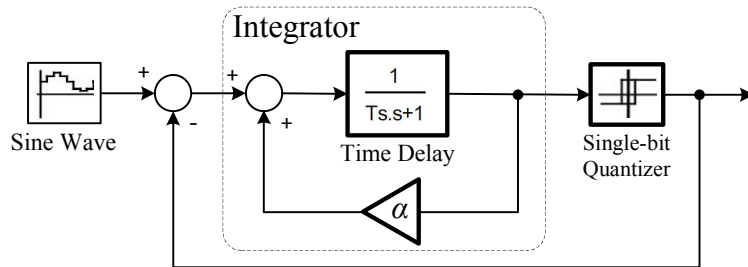 Integrator
+
-
+
+
1
Ts.s+1
Sine Wave
Time Delay
Single-bit
Quantizer
α